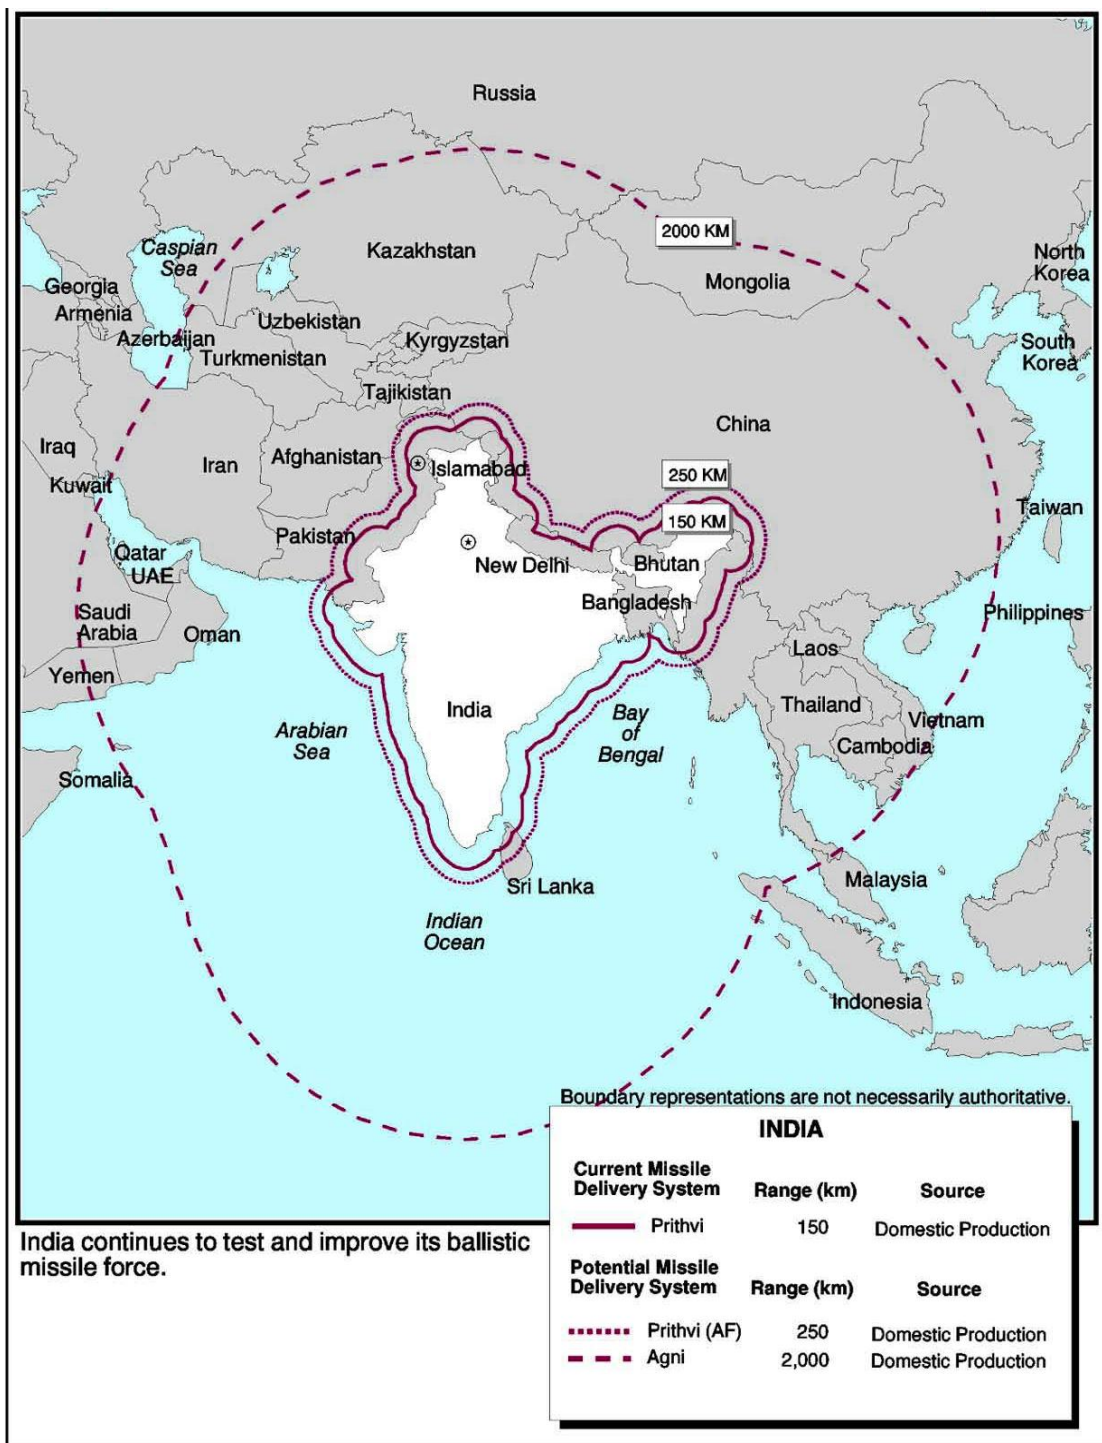 Russia
2000 KM
Caspian
Sea
Kazakhstan
North
Korea
Georgia
Mongolia
Armenia
Uzbekistan
Azerbaijan
Kyrgyzstan
South
Korea
Turkmenistan
Tajikistan
China
Iraq
Iran
Afghanistan
Islamabad
250 KM
Kuwait
Taiwan
150 KM
Pakistan
Qatar
UAE
New Delhi
Bhutan
Bangladesh
Saudi
Arabia
Oman
Philippines
Laos
Yemen
India
Thailand
Bay
of
Bengal
Vietnam
Arabian
Sea
Cambodia
Somalia
Malaysia
Sri Lanka
Indian
Ocean
Indonesia
Boundary representations are not necessarily authoritative.
INDIA
Current Missile
Delivery System Range (km) Source
Prithvi 150 Domestic Production
Potential Missile
Delivery System Range (km) Source
Prithvi (AF) 250 Domestic Production
Agni 2,000 Domestic Production
India continues to test and improve its ballistic
missile force.